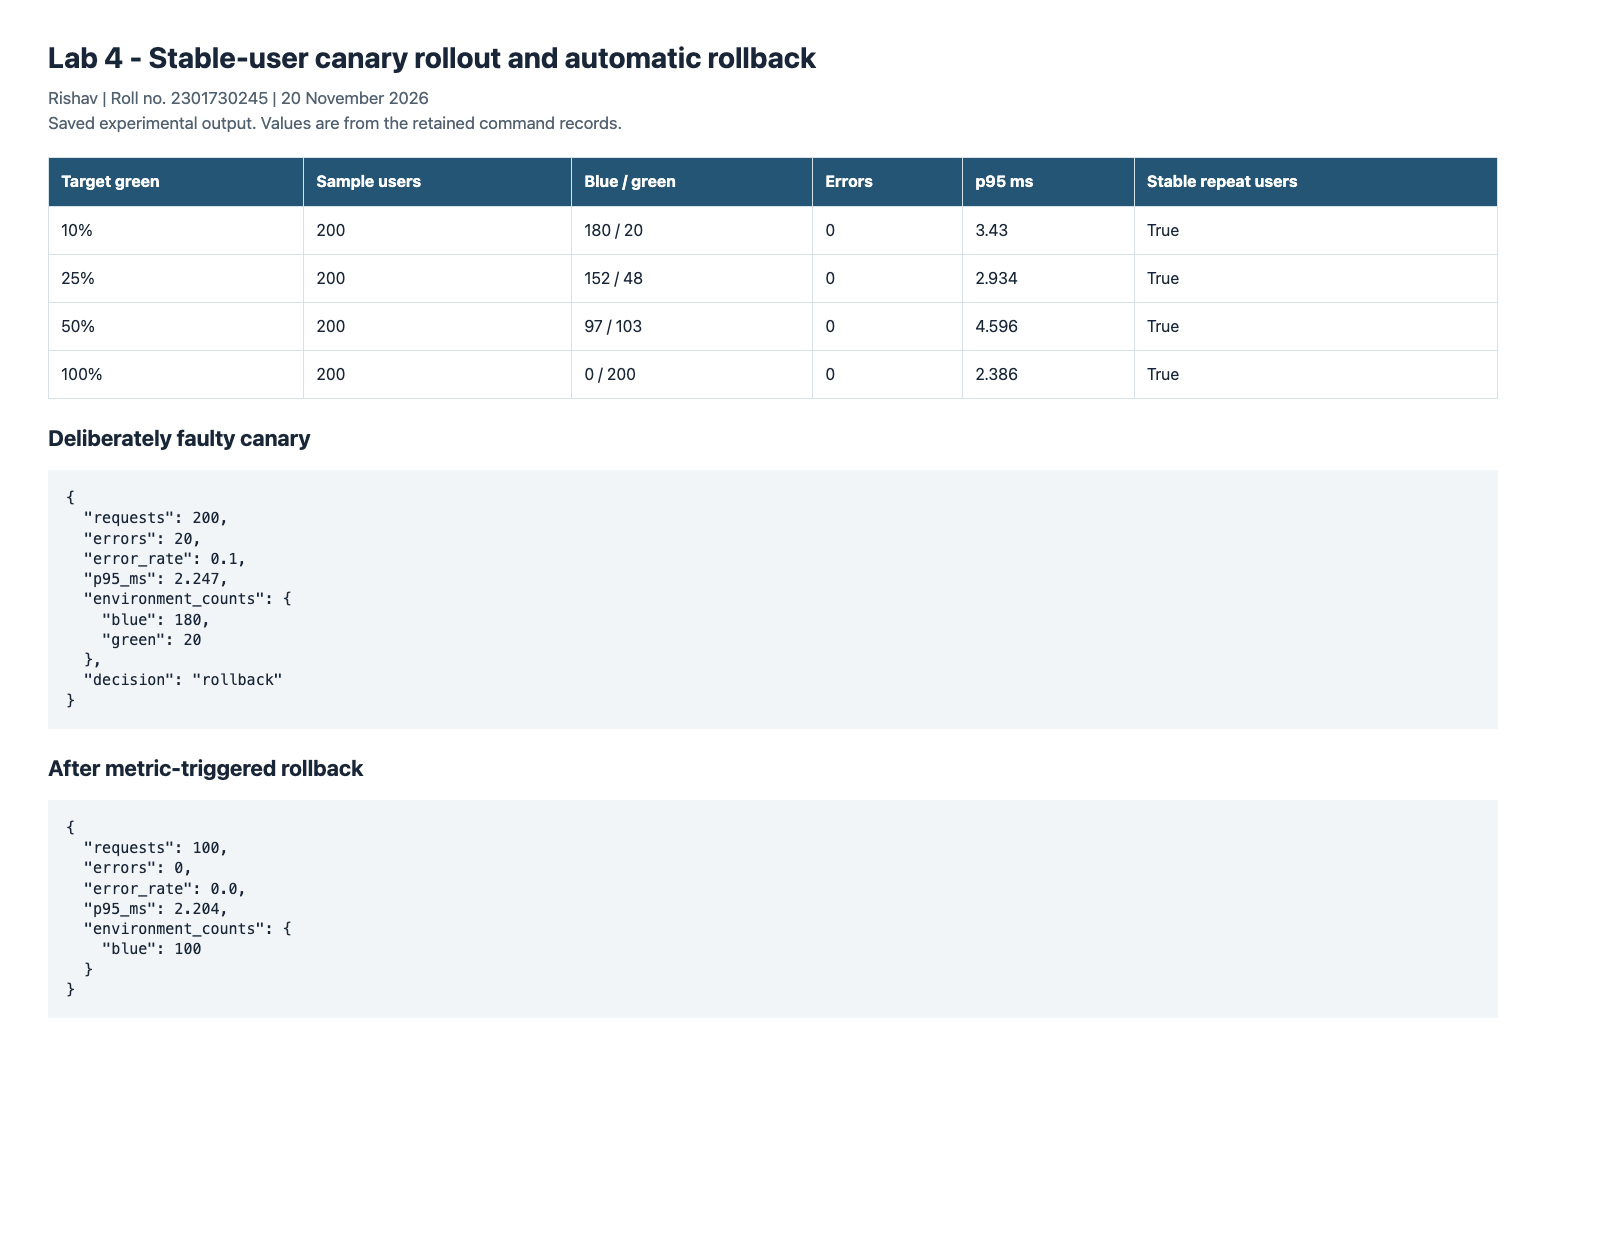 Lab 4 - Stable-user canary rollout and automatic rollback
Rishav | Roll no. 2301730245 | 20 November 2026
Saved experimental output. Values are from the retained command records.
Target green Sample users Blue / green Errors p95 ms Stable repeat users
10% 200 180 / 20 0 3.43 True
25% 200 152 / 48 0 2.934 True
50% 200 97 / 103 0 4.596 True
100% 200 0 / 200 0 2.386 True
Deliberately faulty canary
{
  "requests": 200,
  "errors": 20,
  "error_rate": 0.1,
  "p95_ms": 2.247,
  "environment_counts": {
    "blue": 180,
    "green": 20
  },
  "decision": "rollback"
}
After metric-triggered rollback
{
  "requests": 100,
  "errors": 0,
  "error_rate": 0.0,
  "p95_ms": 2.204,
  "environment_counts": {
    "blue": 100
  }
}